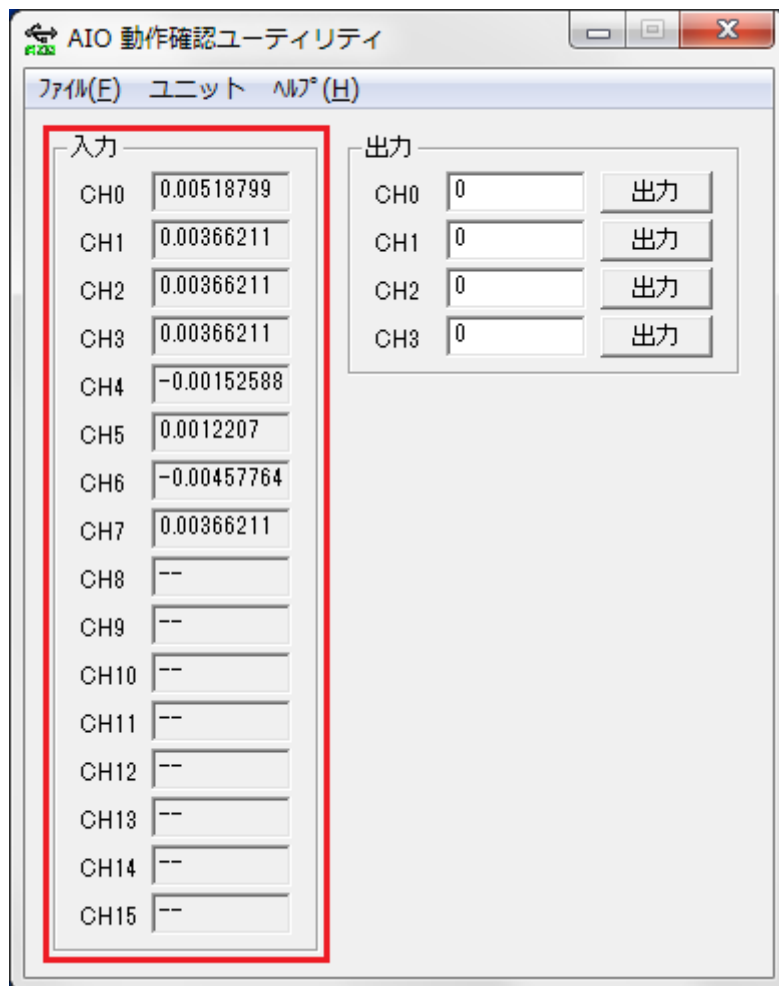 AIO 動作確認ユーティリティ
ﾌｧｲﾙ(F) ユニット ﾍﾙﾌﾟ(H)
入力
CH0 0.00518799
CH1 0.00366211
CH2 0.00366211
CH3 0.00366211
CH4 -0.00152588
CH5 0.0012207
CH6 -0.00457764
CH7 0.00366211
CH8 --
CH9 --
CH10 --
CH11 --
CH12 --
CH13 --
CH14 --
CH15 --
出力
CH0 0 出力
CH1 0 出力
CH2 0 出力
CH3 0 出力